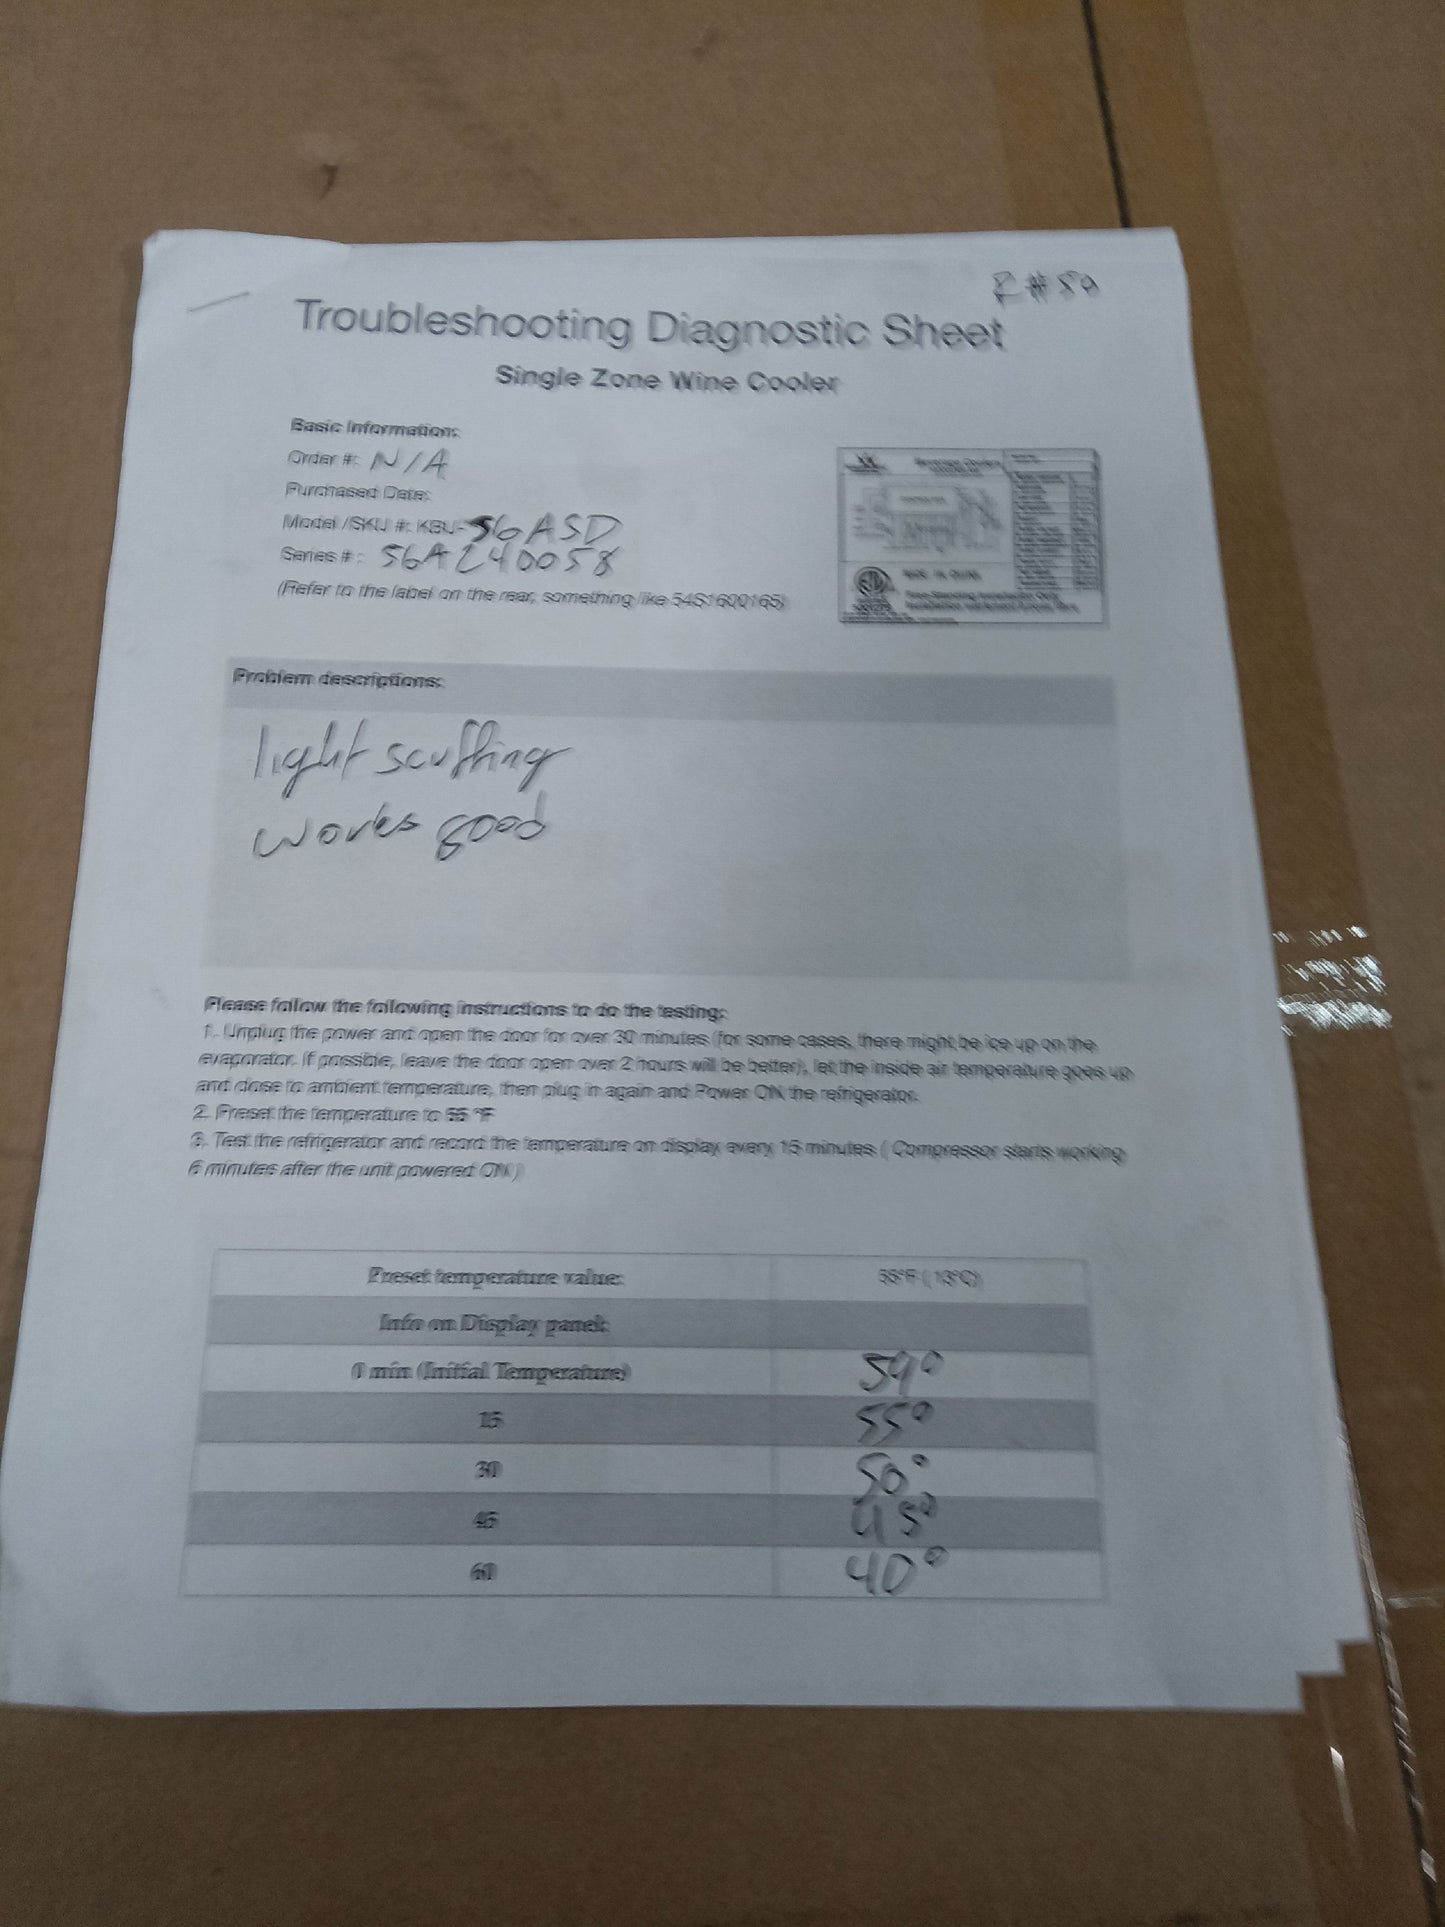 R#59
Troubleshooting Diagnostic Sheet
Single Zone Wine Cooler
Basic Information:
Order #: N/A
Purchased Date:
Model /SKU #: KBU-56ASD
Series # : 56A240058
(Refer to the label on the rear, something like 54S1600165)
Problem descriptions:
light scuffing
works good
Please follow the following instructions to do the testing:
1. Unplug the power and open the door for over 30 minutes (for some cases, there might be ice up on the
evaporator. If possible, leave the door open over 2 hours will be better), let the inside air temperature goes up
and close to ambient temperature, then plug in again and Power ON the refrigerator.
2. Preset the temperature to 55 °F
3. Test the refrigerator and record the temperature on display every 15 minutes ( Compressor starts working
6 minutes after the unit powered ON )
Preset temperature value: 55°F ( 13°C)
Info on Display panel:
0 min (Initial Temperature) 59°
15 55°
30 50°
45 45°
60 40°